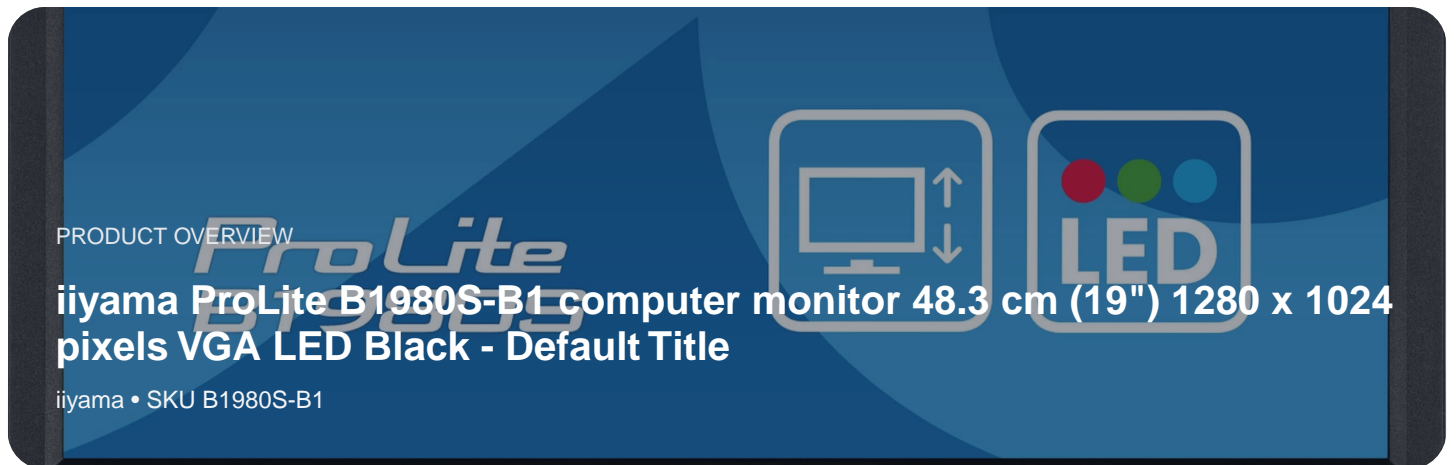 PRODUCT OVERVIEW
ProLite
B1980S
LED
iiyama ProLite B1980S-B1 computer monitor 48.3 cm (19") 1280 x 1024
pixels VGA LED Black - Default Title
iiyama • SKU B1980S-B1